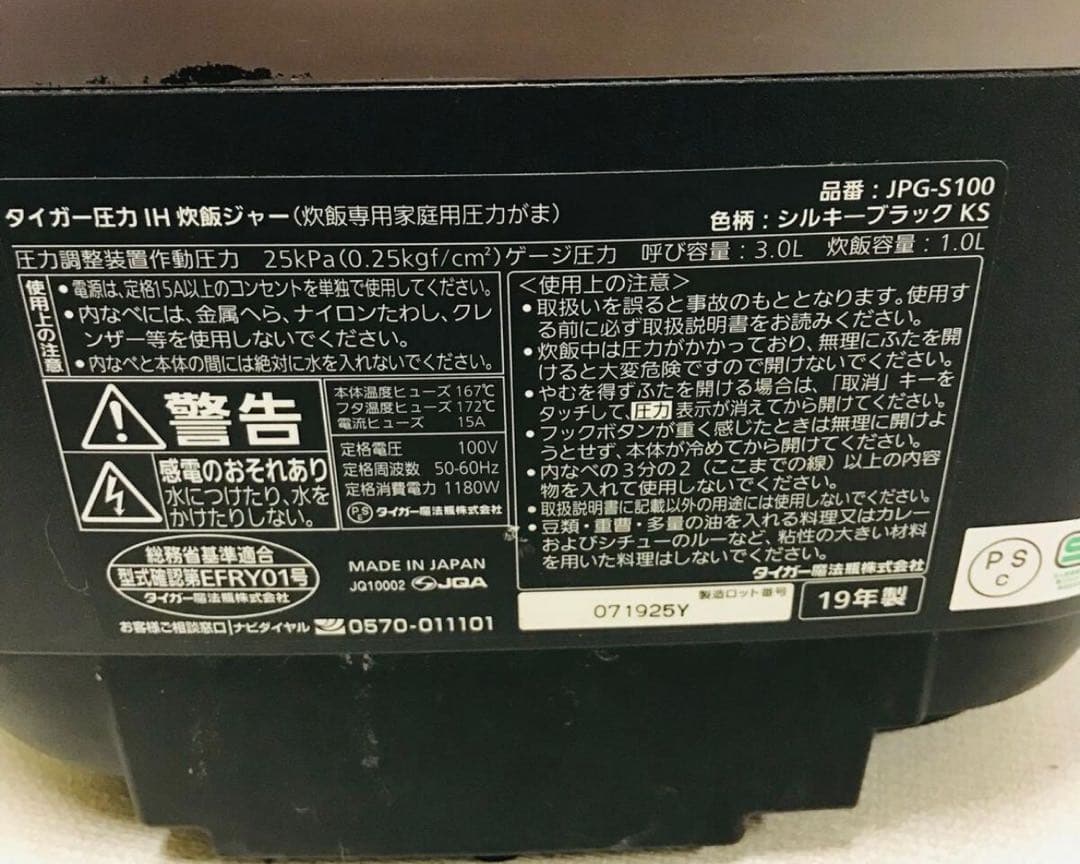 品番：JPG-S100
タイガー圧力IH炊飯ジャー（炊飯専用家庭用圧力がま）
色柄：シルキーブラックKS
圧力調整装置作動圧力 25kPa（0.25kgf/cm²）ゲージ圧力 呼び容量：3.0L 炊飯容量：1.0L
使用上の注意
•電源は、定格15A以上のコンセントを単独で使用してください。
•内なべには、金属へら、ナイロンたわし、クレ
ンザー等を使用しないでください。
•内なべと本体の間には絶対に水を入れないでください。
警告
感電のおそれあり
水につけたり、水を
かけたりしない。
本体温度ヒューズ 167℃
フタ温度ヒューズ 172℃
電流ヒューズ 15A
定格電圧 100V
定格周波数 50-60Hz
定格消費電力 1180W
PSE タイガー魔法瓶株式会社
＜使用上の注意＞
•取扱いを誤ると事故のもととなります。使用す
る前に必ず取扱説明書をお読みください。
•炊飯中は圧力がかかっており、無理にふたを開
けると大変危険ですので開けないでください。
•やむを得ずふたを開ける場合は、「取消」キーを
タッチして、圧力表示が消えてから開けてください。
•フックボタンが重く感じたときは無理に開けよ
うとせず、本体が冷めてから開けてください。
•内なべの3分の2（ここまでの線）以上の内容
物を入れて使用しないでください。
•取扱説明書に記載以外の用途には使用しないでください。
•豆類・重曹・多量の油を入れる料理又はカレー
およびシチューのルーなど、粘性の大きい材料
を用いた料理はしないでください。
タイガー魔法瓶株式会社
総務省基準適合
型式確認第EFRY01号
タイガー魔法瓶株式会社
MADE IN JAPAN
JQ10002 JQA
お客様ご相談窓口 ナビダイヤル 0570-011101
製造ロット番号
071925Y
19年製
PS
C